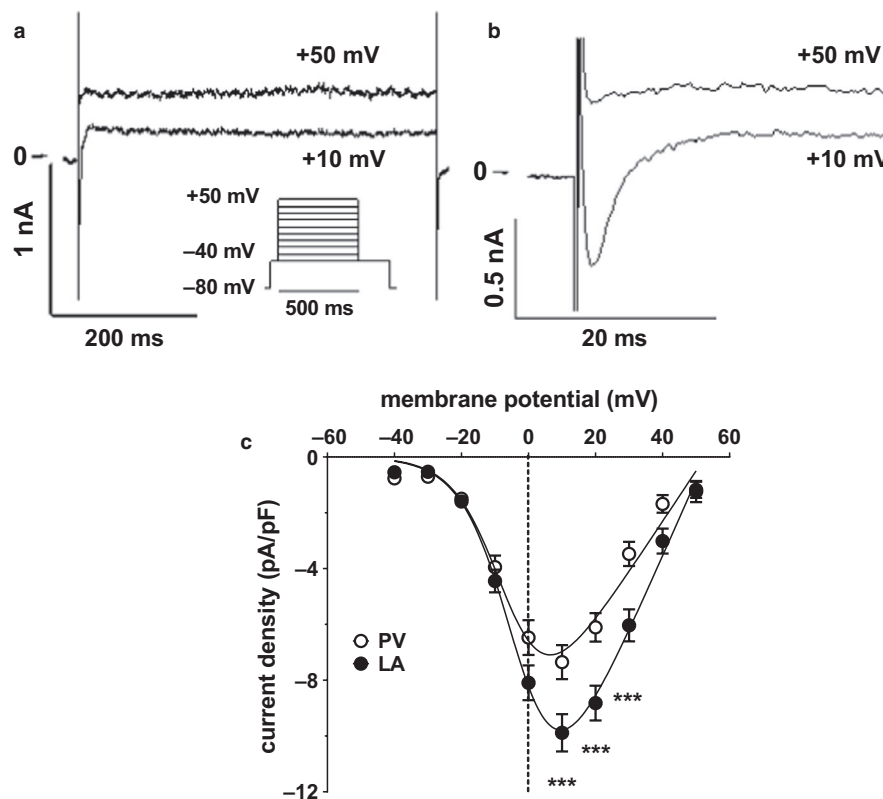 a
+50 mV
0
+10 mV
1 nA
200 ms
+50 mV
−40 mV
−80 mV
500 ms
b
+50 mV
0
+10 mV
0.5 nA
20 ms
c
membrane potential (mV)
−60 −40 −20 0 20 40 60
0
−4
−8
−12
current density (pA/pF)
PV
LA
***
***
***